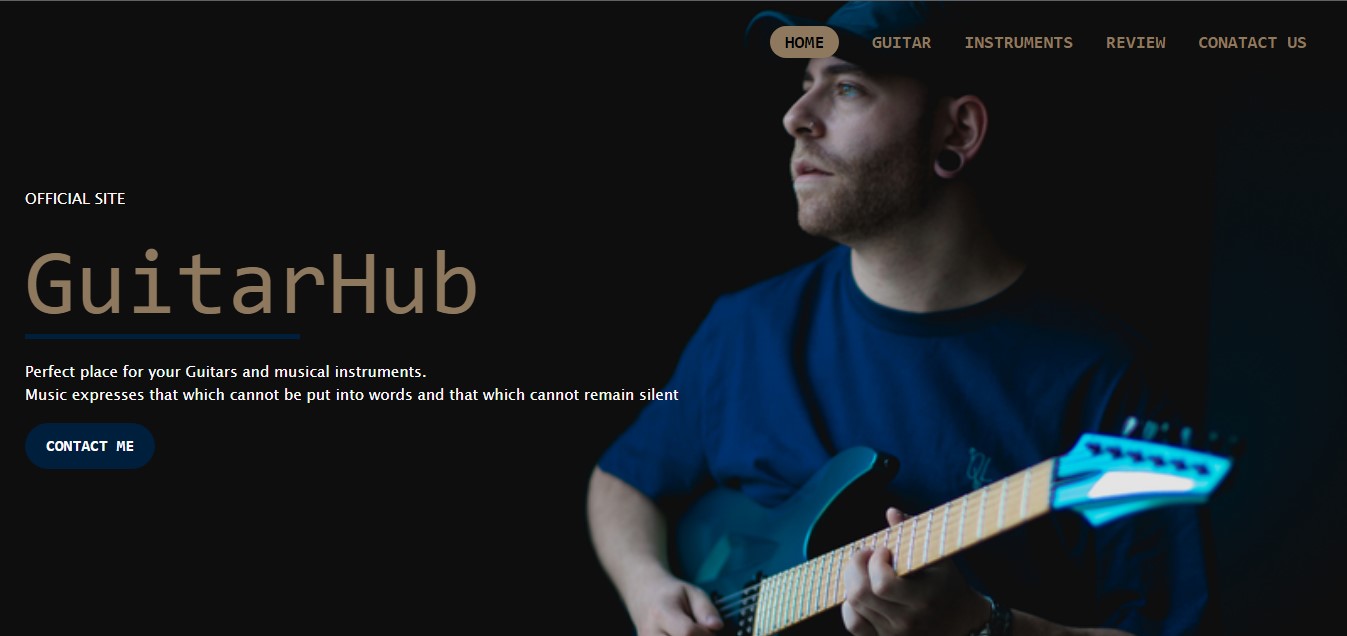 HOME GUITAR INSTRUMENTS REVIEW CONATACT US
OFFICIAL SITE
GuitarHub
Perfect place for your Guitars and musical instruments.
Music expresses that which cannot be put into words and that which cannot remain silent
CONTACT ME